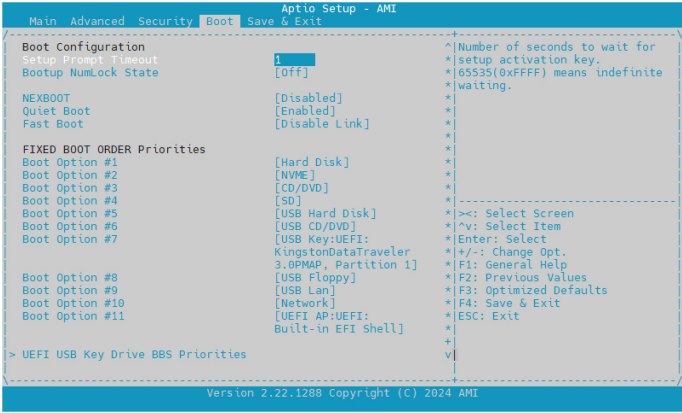 Aptio Setup - AMI
Main Advanced Security Boot Save & Exit
Boot Configuration
Setup Prompt Timeout 1
Bootup NumLock State [Off]
NEXBOOT [Disabled]
Quiet Boot [Enabled]
Fast Boot [Disable Link]
FIXED BOOT ORDER Priorities
Boot Option #1 [Hard Disk]
Boot Option #2 [NVME]
Boot Option #3 [CD/DVD]
Boot Option #4 [SD]
Boot Option #5 [USB Hard Disk]
Boot Option #6 [USB CD/DVD]
Boot Option #7 [USB Key:UEFI:
KingstonDataTraveler
3.0PMAP, Partition 1]
Boot Option #8 [USB Floppy]
Boot Option #9 [USB Lan]
Boot Option #10 [Network]
Boot Option #11 [UEFI AP:UEFI:
Built-in EFI Shell]
> UEFI USB Key Drive BBS Priorities
Number of seconds to wait for
setup activation key.
65535(0xFFFF) means indefinite
waiting.
><: Select Screen
^v: Select Item
Enter: Select
+/-: Change Opt.
F1: General Help
F2: Previous Values
F3: Optimized Defaults
F4: Save & Exit
ESC: Exit
Version 2.22.1288 Copyright (C) 2024 AMI